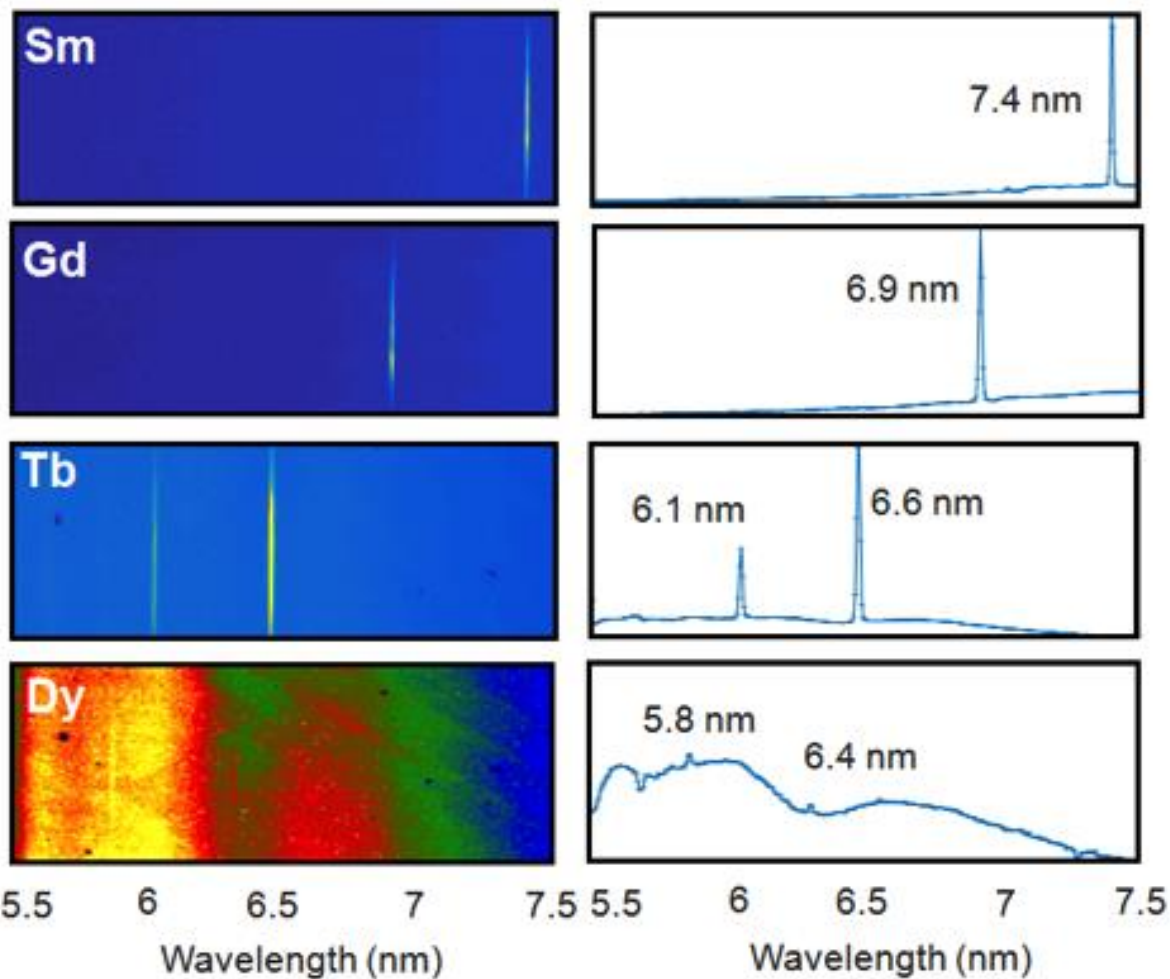 Sm
7.4 nm
Gd
6.9 nm
Tb
6.1 nm
6.6 nm
Dy
5.8 nm
6.4 nm
5.5 6 6.5 7 7.5 5.5 6 6.5 7 7.5
Wavelength (nm) Wavelength (nm)